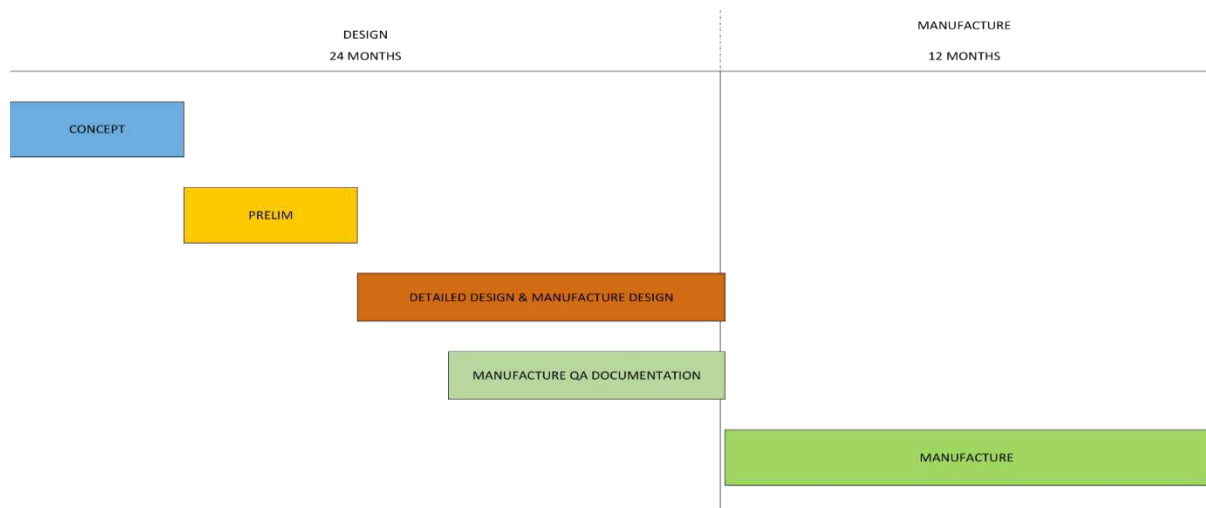 DESIGN
24 MONTHS
MANUFACTURE
12 MONTHS
CONCEPT
PRELIM
DETAILED DESIGN & MANUFACTURE DESIGN
MANUFACTURE QA DOCUMENTATION
MANUFACTURE